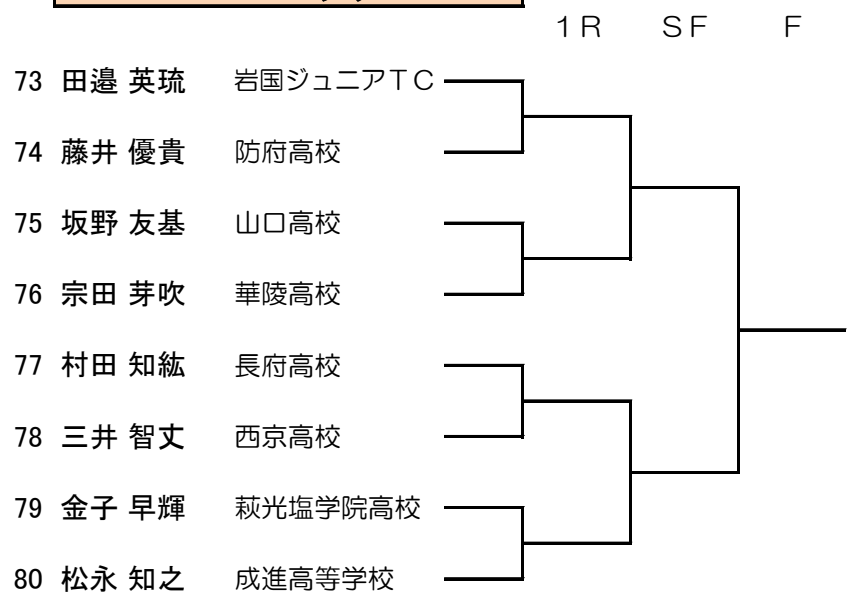 1R SF F
73 田邉 英琉 岩国ジュニアTC
74 藤井 優貴 防府高校
75 坂野 友基 山口高校
76 宗田 芽吹 華陵高校
77 村田 知紘 長府高校
78 三井 智丈 西京高校
79 金子 早輝 萩光塩学院高校
80 松永 知之 成進高等学校